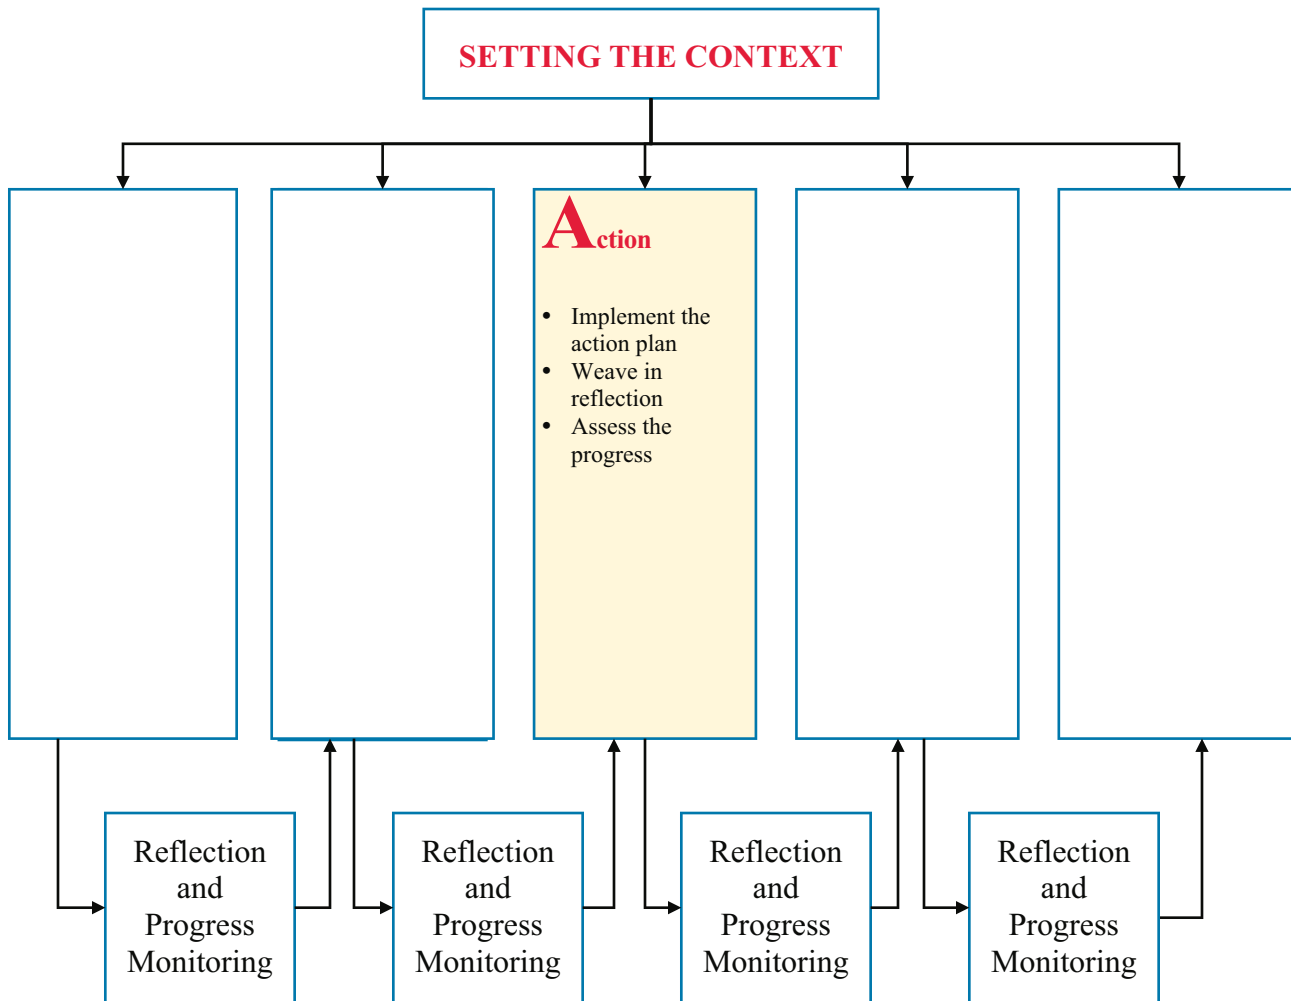 SETTING THE CONTEXT
Action
• Implement the
action plan
• Weave in
reflection
• Assess the
progress
Reflection
and
Progress
Monitoring
Reflection
and
Progress
Monitoring
Reflection
and
Progress
Monitoring
Reflection
and
Progress
Monitoring